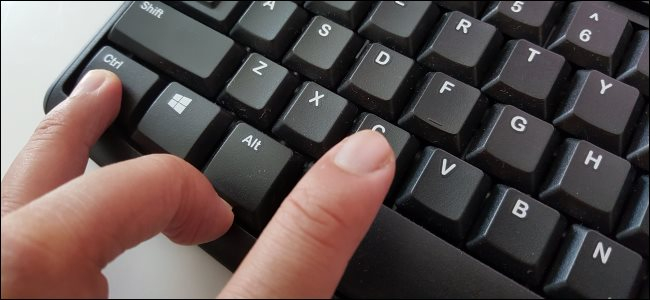 5 ^
6
R T Y
A S D F G H
Shift Z X C V B N
Ctrl Alt